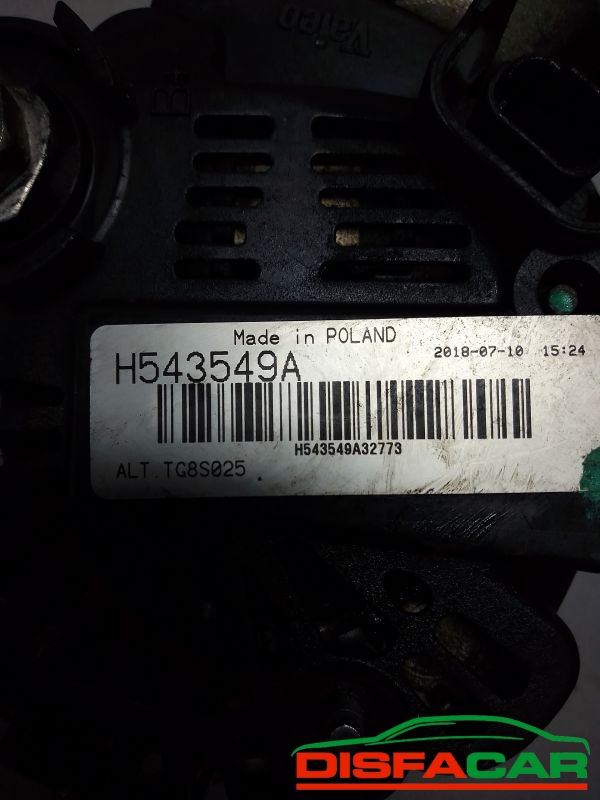 Valeo
B+
Made in POLAND
H543549A
2018-07-10 15:24
H543549A32773
ALT.TG8S025
DISFACAR